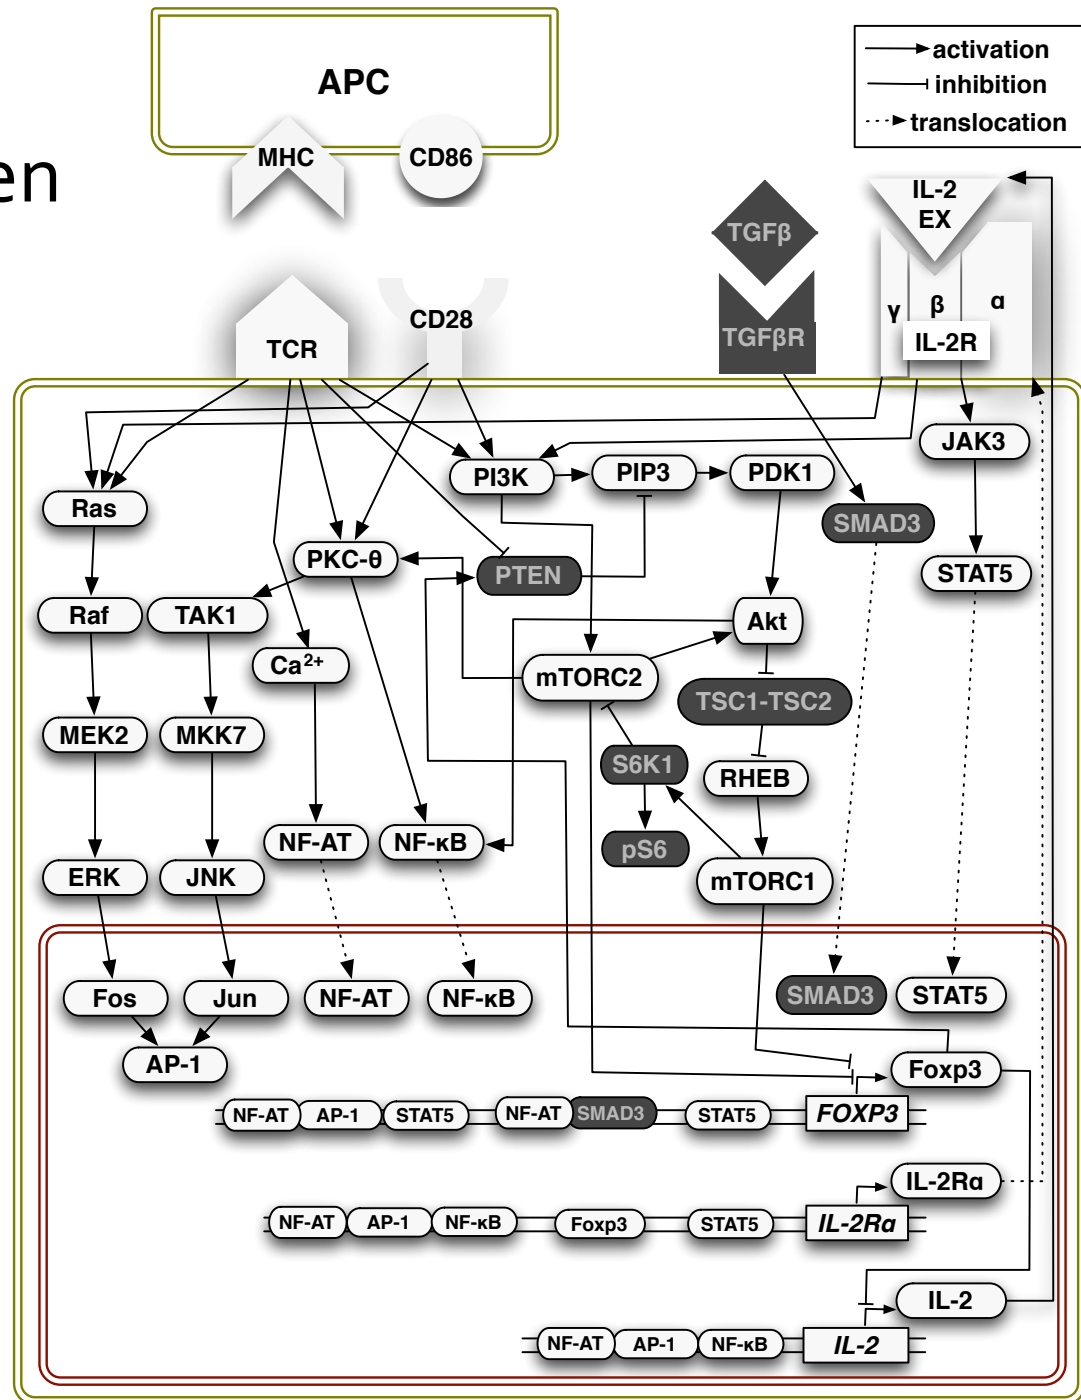 en
APC
MHC
CD86
activation
inhibition
translocation
IL-2
EX
TGFβ
γ
β
α
IL-2R
TCR
CD28
TGFβR
JAK3
PI3K
PIP3
PDK1
Ras
SMAD3
PKC-θ
PTEN
STAT5
Raf
TAK1
Akt
Ca2+
mTORC2
TSC1-TSC2
MEK2
MKK7
S6K1
RHEB
NF-AT
NF-κB
pS6
ERK
JNK
mTORC1
Fos
Jun
NF-AT
NF-κB
SMAD3
STAT5
AP-1
Foxp3
NF-AT
AP-1
STAT5
NF-AT
SMAD3
STAT5
FOXP3
IL-2Rα
NF-AT
AP-1
NF-κB
Foxp3
STAT5
IL-2Rα
IL-2
NF-AT
AP-1
NF-κB
IL-2